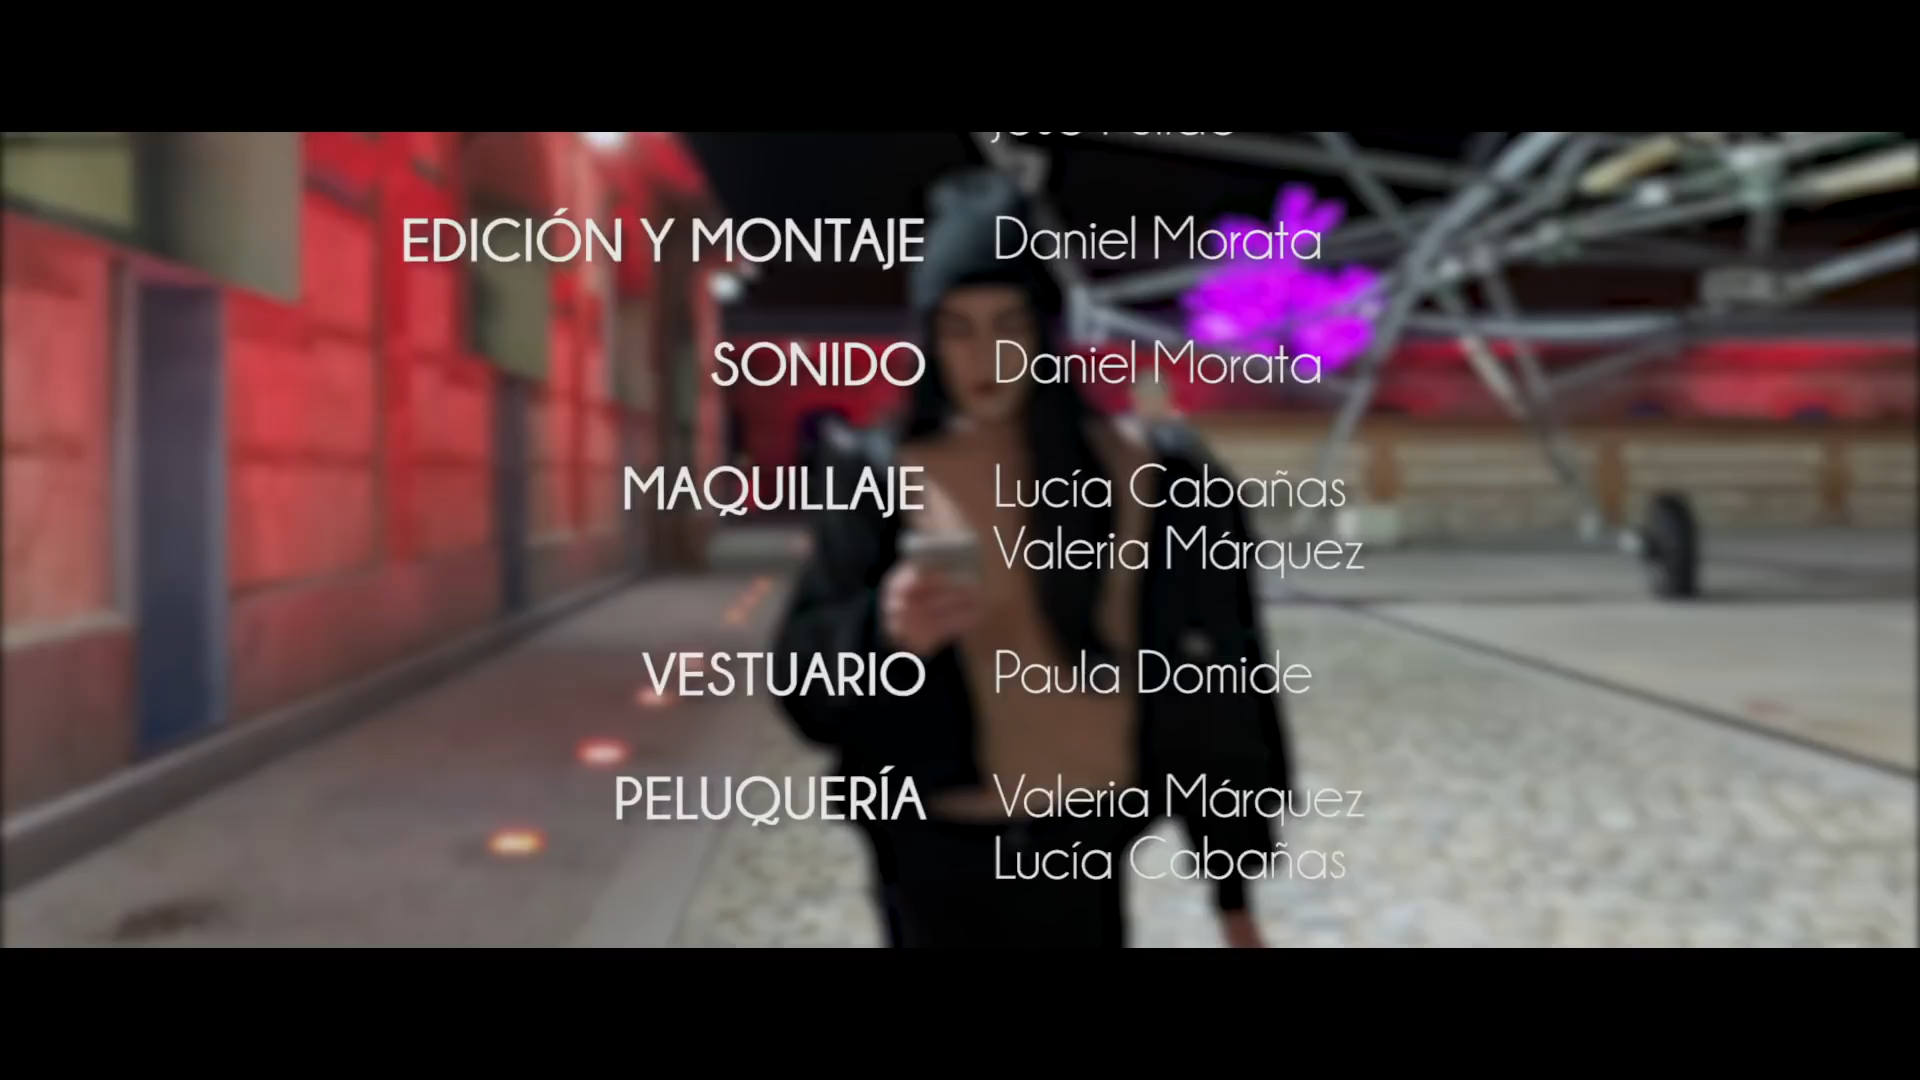 EDICIÓN Y MONTAJE Daniel Morata
SONIDO Daniel Morata
MAQUILLAJE Lucía Cabañas
Valeria Márquez
VESTUARIO Paula Domide
PELUQUERÍA Valeria Márquez
Lucía Cabañas